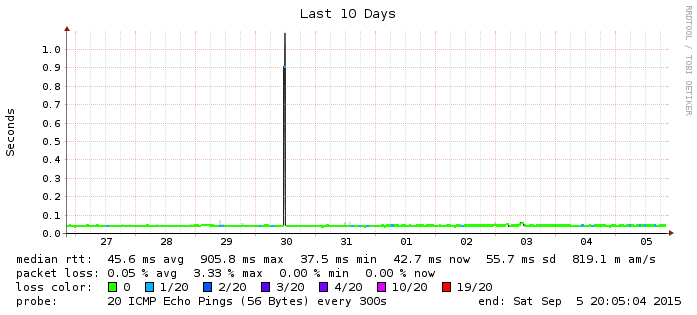 Last 10 Days
RRDTOOL / TOBI OETIKER
Seconds
1.0
0.9
0.8
0.7
0.6
0.5
0.4
0.3
0.2
0.1
0.0
27 28 29 30 31 01 02 03 04 05
median rtt: 45.6 ms avg 905.8 ms max 37.5 ms min 42.7 ms now 55.7 ms sd 819.1 m am/s
packet loss: 0.05 % avg 3.33 % max 0.00 % min 0.00 % now
loss color: 0 1/20 2/20 3/20 4/20 10/20 19/20
probe: 20 ICMP Echo Pings (56 Bytes) every 300s end: Sat Sep 5 20:05:04 2015